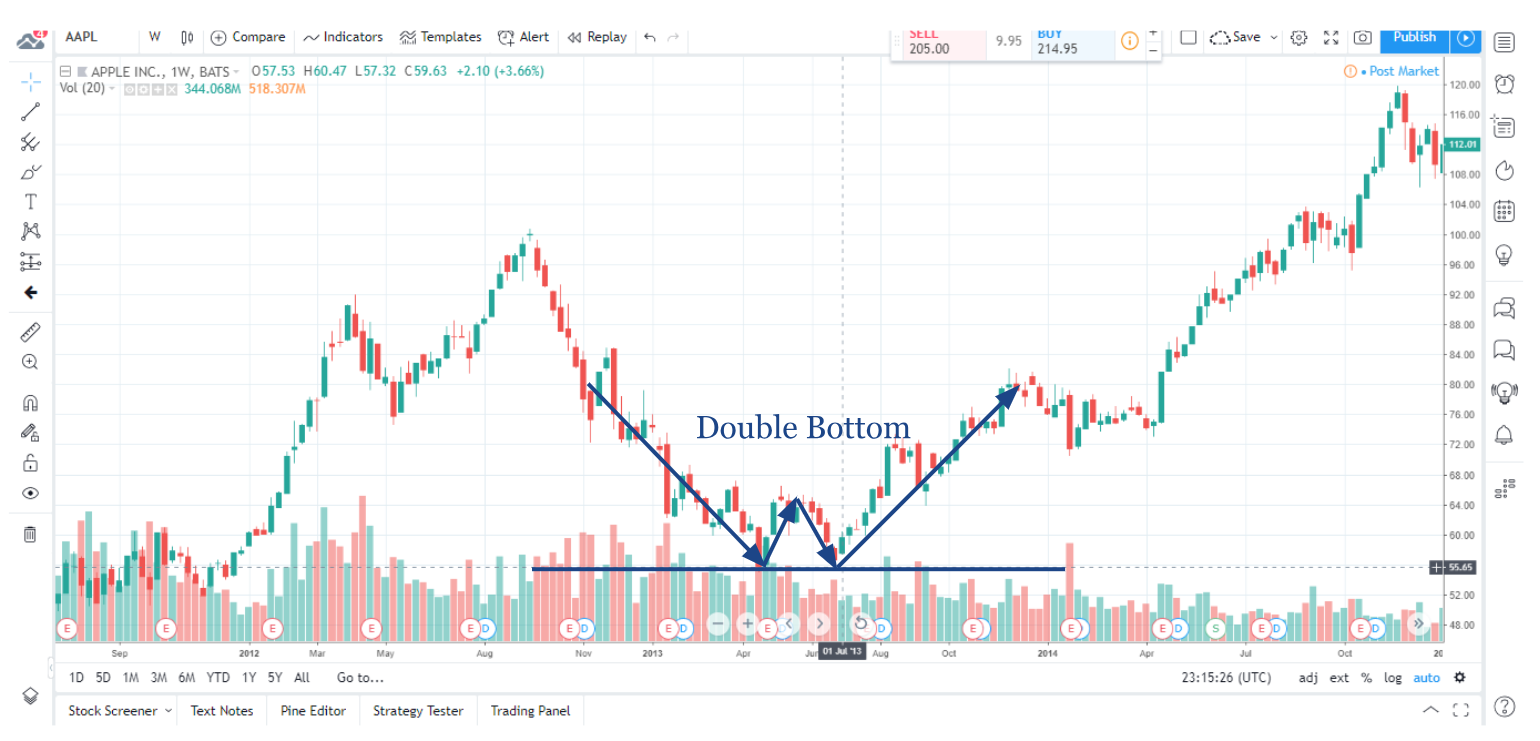 4
AAPL W Compare Indicators Templates Alert Replay SELL 205.00 9.95 BUY 214.95 Save Publish
APPLE INC., 1W, BATS O57.53 H60.47 L57.32 C59.63 +2.10 (+3.66%) Post Market
Vol (20) 344.068M 518.307M
120.00
116.00
112.01
108.00
104.00
100.00
96.00
92.00
88.00
84.00
80.00
76.00
Double Bottom
72.00
68.00
64.00
60.00
55.65
52.00
48.00
E E E E E D E D E D E D E D E D E D S E D E D
Sep 2012 Mar May Aug Nov 2013 Apr Jun 01 Jul '13 Aug Oct 2014 Apr Jul Oct 20
1D 5D 1M 3M 6M YTD 1Y 5Y All Go to... 23:15:26 (UTC) adj ext % log auto
Stock Screener Text Notes Pine Editor Strategy Tester Trading Panel